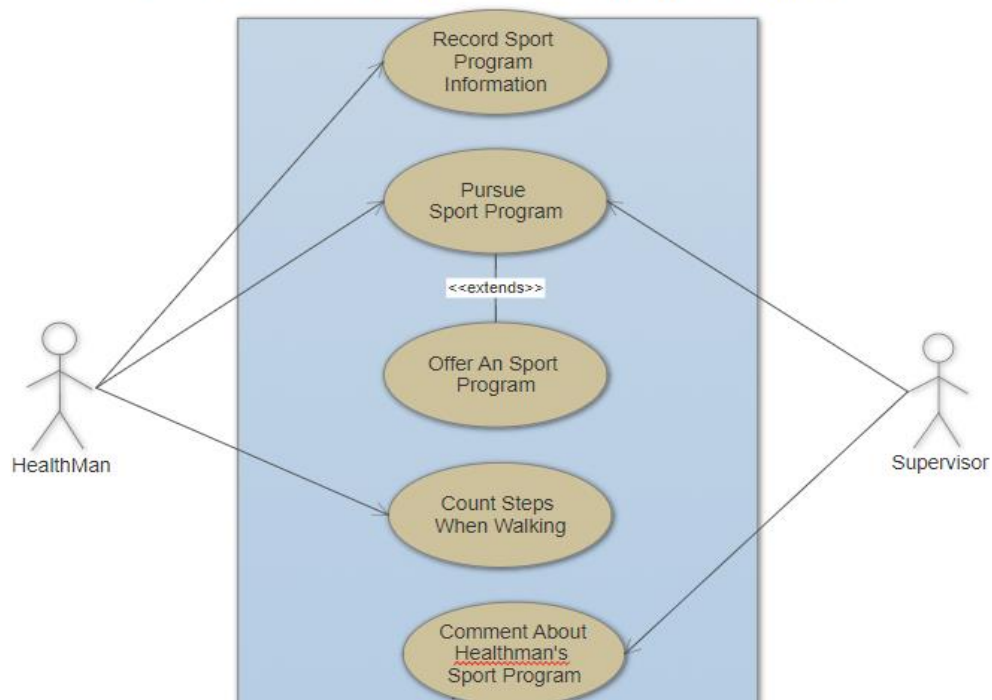 Record Sport
Program
Information
Pursue
Sport Program
<<extends>>
Offer An Sport
Program
HealthMan
Supervisor
Count Steps
When Walking
Comment About
Healthman's
Sport Program